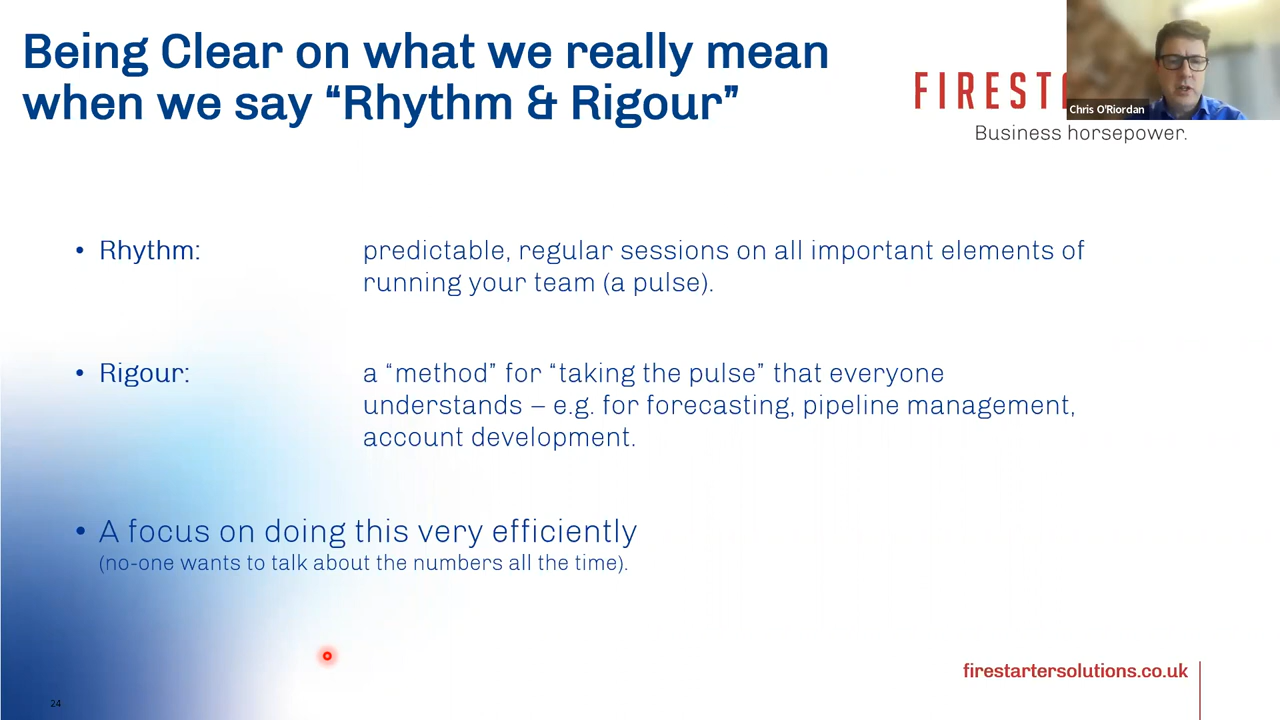 Being Clear on what we really mean
when we say “Rhythm & Rigour”
FIREST
Chris O'Riordan
Business horsepower.
• Rhythm: predictable, regular sessions on all important elements of
running your team (a pulse).
• Rigour: a “method” for “taking the pulse” that everyone
understands – e.g. for forecasting, pipeline management,
account development.
• A focus on doing this very efficiently
(no-one wants to talk about the numbers all the time).
firestartersolutions.co.uk
24